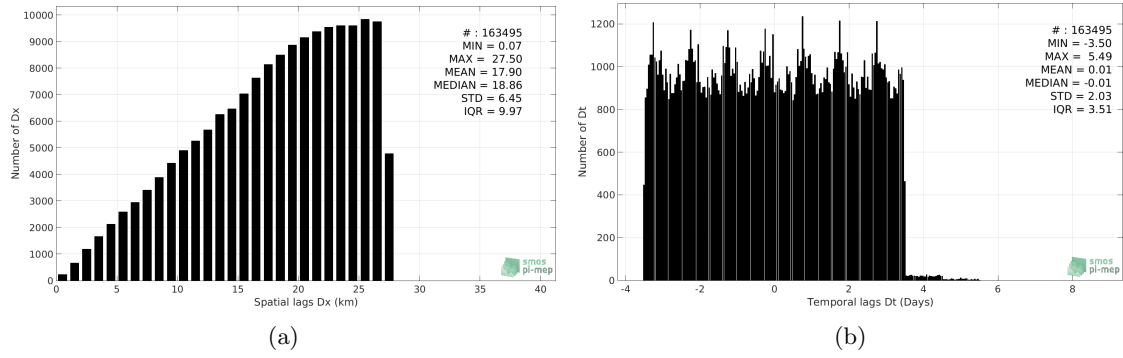 10000
9000
8000
7000
6000
5000
4000
3000
2000
1000
0
Number of Dx
# : 163495
MIN = 0.07
MAX = 27.50
MEAN = 17.90
MEDIAN = 18.86
STD = 6.45
IQR = 9.97
smos
pi-mep
0 5 10 15 20 25 30 35 40
Spatial lags Dx (km)
(a)
1200
1000
800
600
400
200
0
Number of Dt
# : 163495
MIN = -3.50
MAX = 5.49
MEAN = 0.01
MEDIAN = -0.01
STD = 2.03
IQR = 3.51
smos
pi-mep
-4 -2 0 2 4 6 8
Temporal lags Dt (Days)
(b)